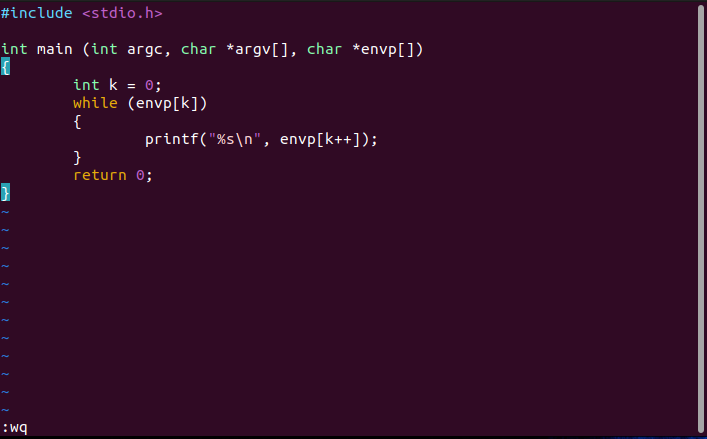 #include <stdio.h>
int main (int argc, char *argv[], char *envp[])
{
        int k = 0;
        while (envp[k])
        {
                printf("%s\n", envp[k++]);
        }
        return 0;
}
~
~
~
~
~
~
~
~
~
~
~
~
:wq